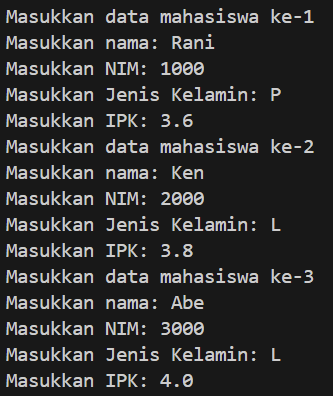 Masukkan data mahasiswa ke-1
Masukkan nama: Rani
Masukkan NIM: 1000
Masukkan Jenis Kelamin: P
Masukkan IPK: 3.6
Masukkan data mahasiswa ke-2
Masukkan nama: Ken
Masukkan NIM: 2000
Masukkan Jenis Kelamin: L
Masukkan IPK: 3.8
Masukkan data mahasiswa ke-3
Masukkan nama: Abe
Masukkan NIM: 3000
Masukkan Jenis Kelamin: L
Masukkan IPK: 4.0